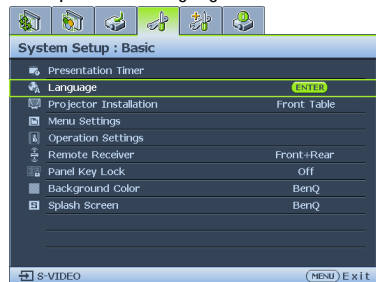 System Setup : Basic
Presentation Timer
Language ENTER
Projector Installation Front Table
Menu Settings
Operation Settings
Remote Receiver Front+Rear
Panel Key Lock Off
Background Color BenQ
Splash Screen BenQ
S-VIDEO MENU Exit